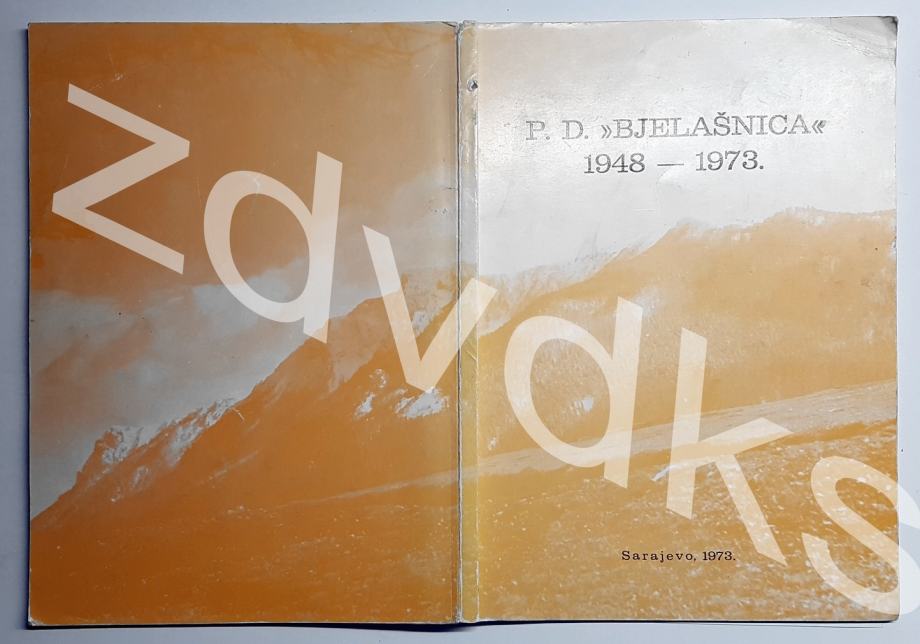 P. D. »BJELAŠNICA«
1948 — 1973.
Sarajevo, 1973.
zdvdks